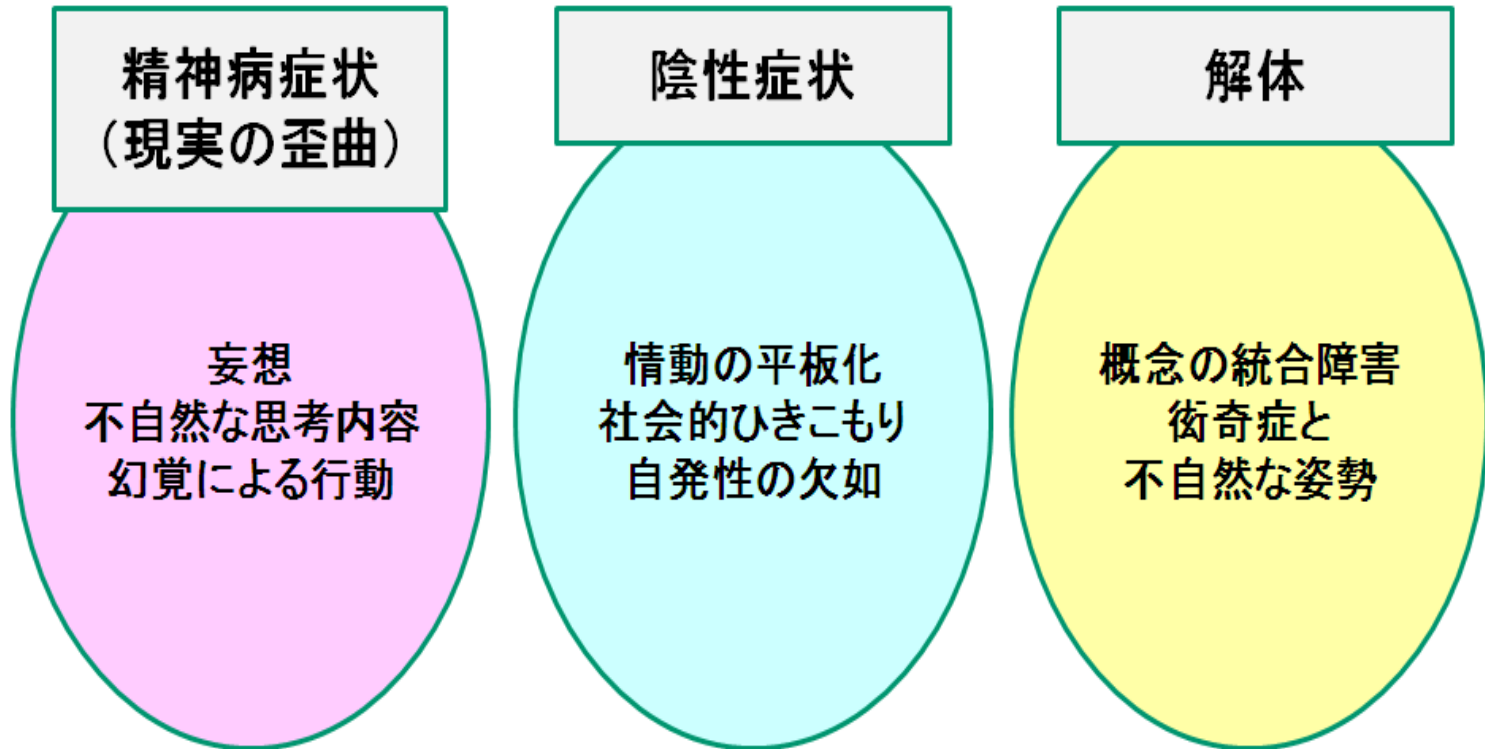 精神病症状
（現実の歪曲）
妄想
不自然な思考内容
幻覚による行動
陰性症状
情動の平板化
社会的ひきこもり
自発性の欠如
解体
概念の統合障害
衒奇症と
不自然な姿勢